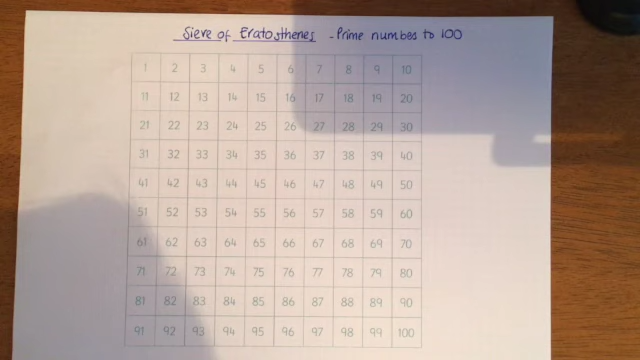 Sieve of Eratosthenes - Prime numbes to 100
1 2 3 4 5 6 7 8 9 10
11 12 13 14 15 16 17 18 19 20
21 22 23 24 25 26 27 28 29 30
31 32 33 34 35 36 37 38 39 40
41 42 43 44 45 46 47 48 49 50
51 52 53 54 55 56 57 58 59 60
61 62 63 64 65 66 67 68 69 70
71 72 73 74 75 76 77 78 79 80
81 82 83 84 85 86 87 88 89 90
91 92 93 94 95 96 97 98 99 100